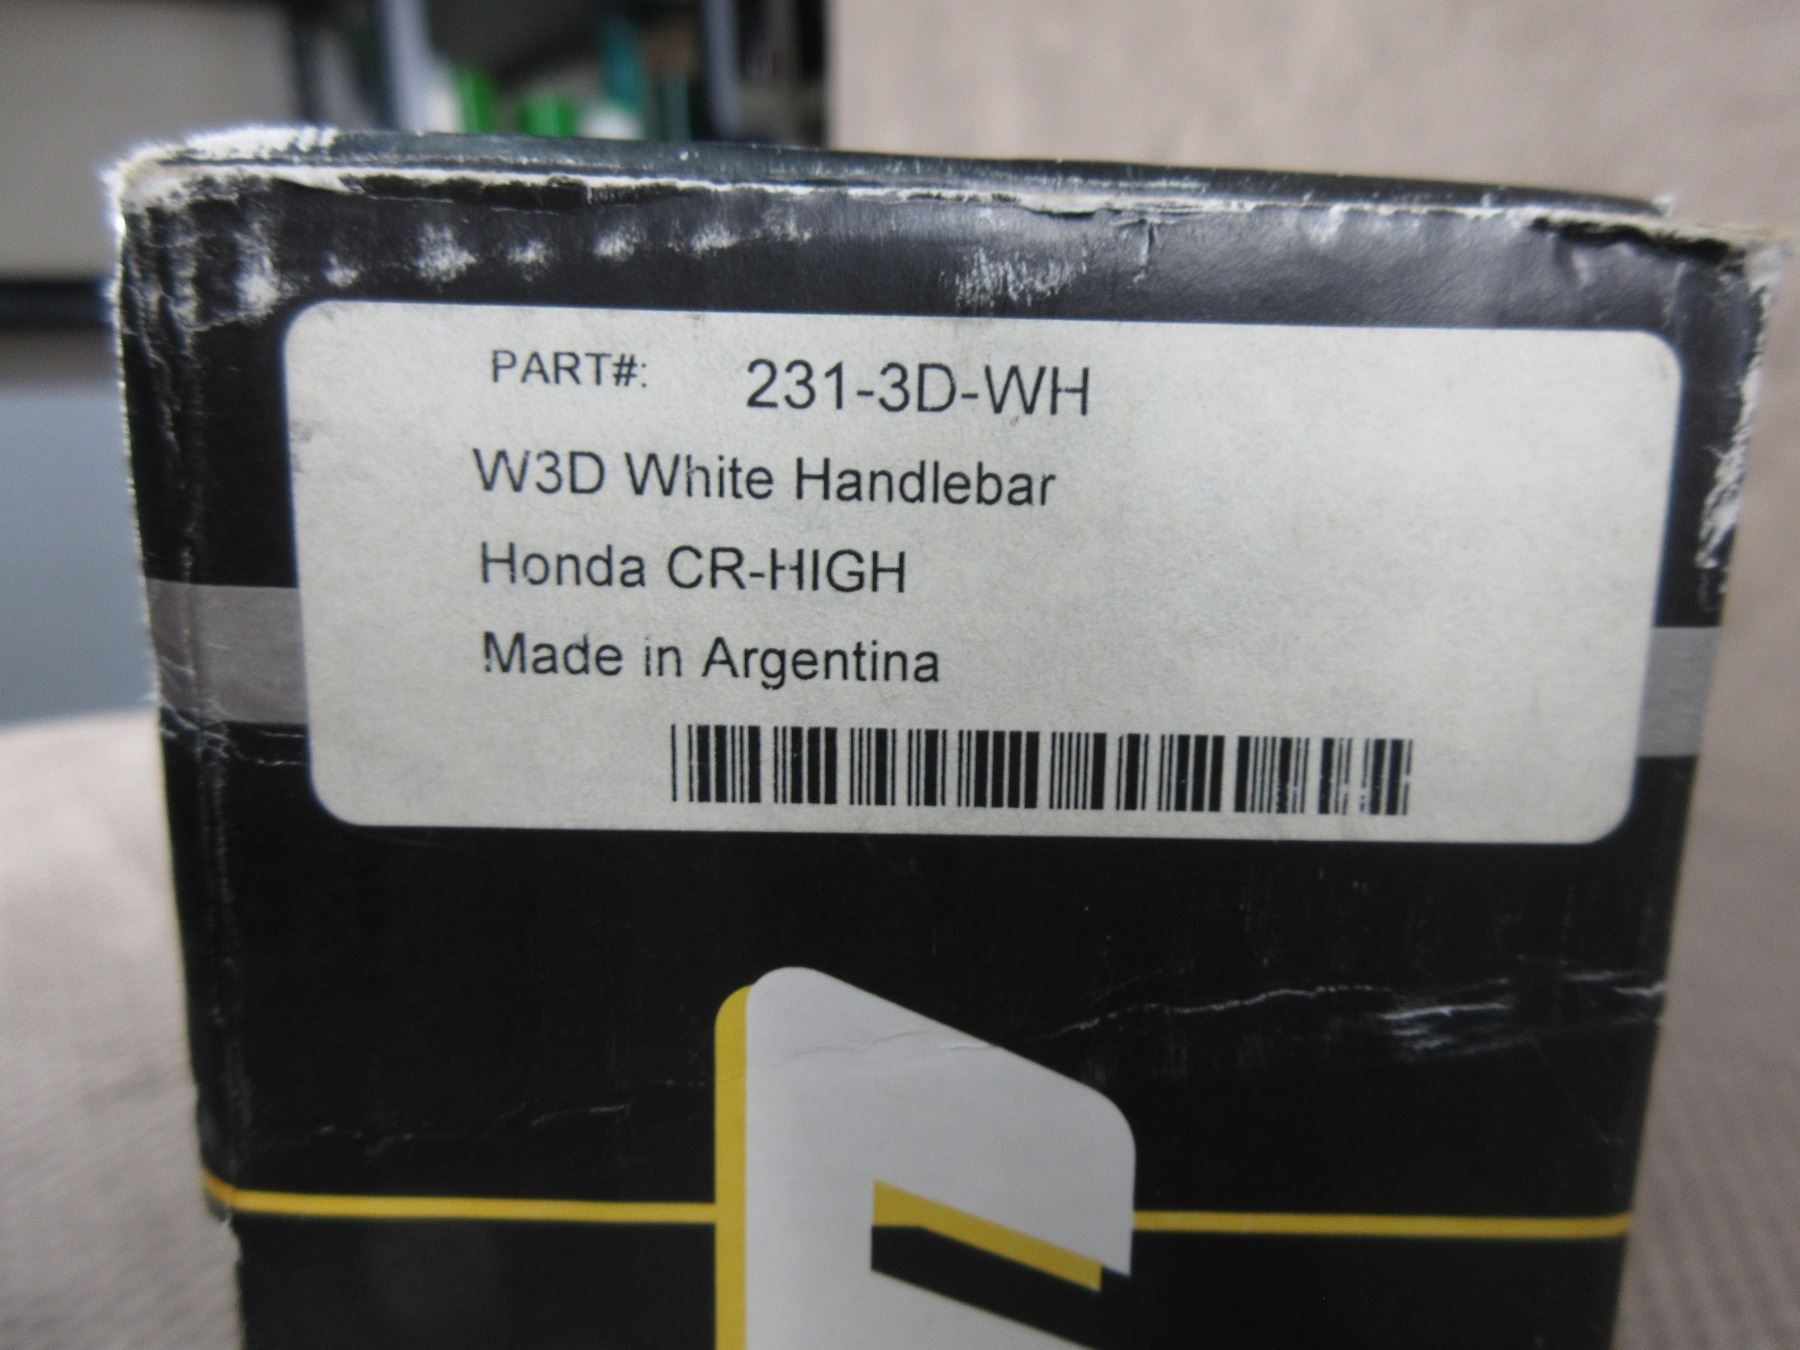 PART#: 231-3D-WH
W3D White Handlebar
Honda CR-HIGH
Made in Argentina